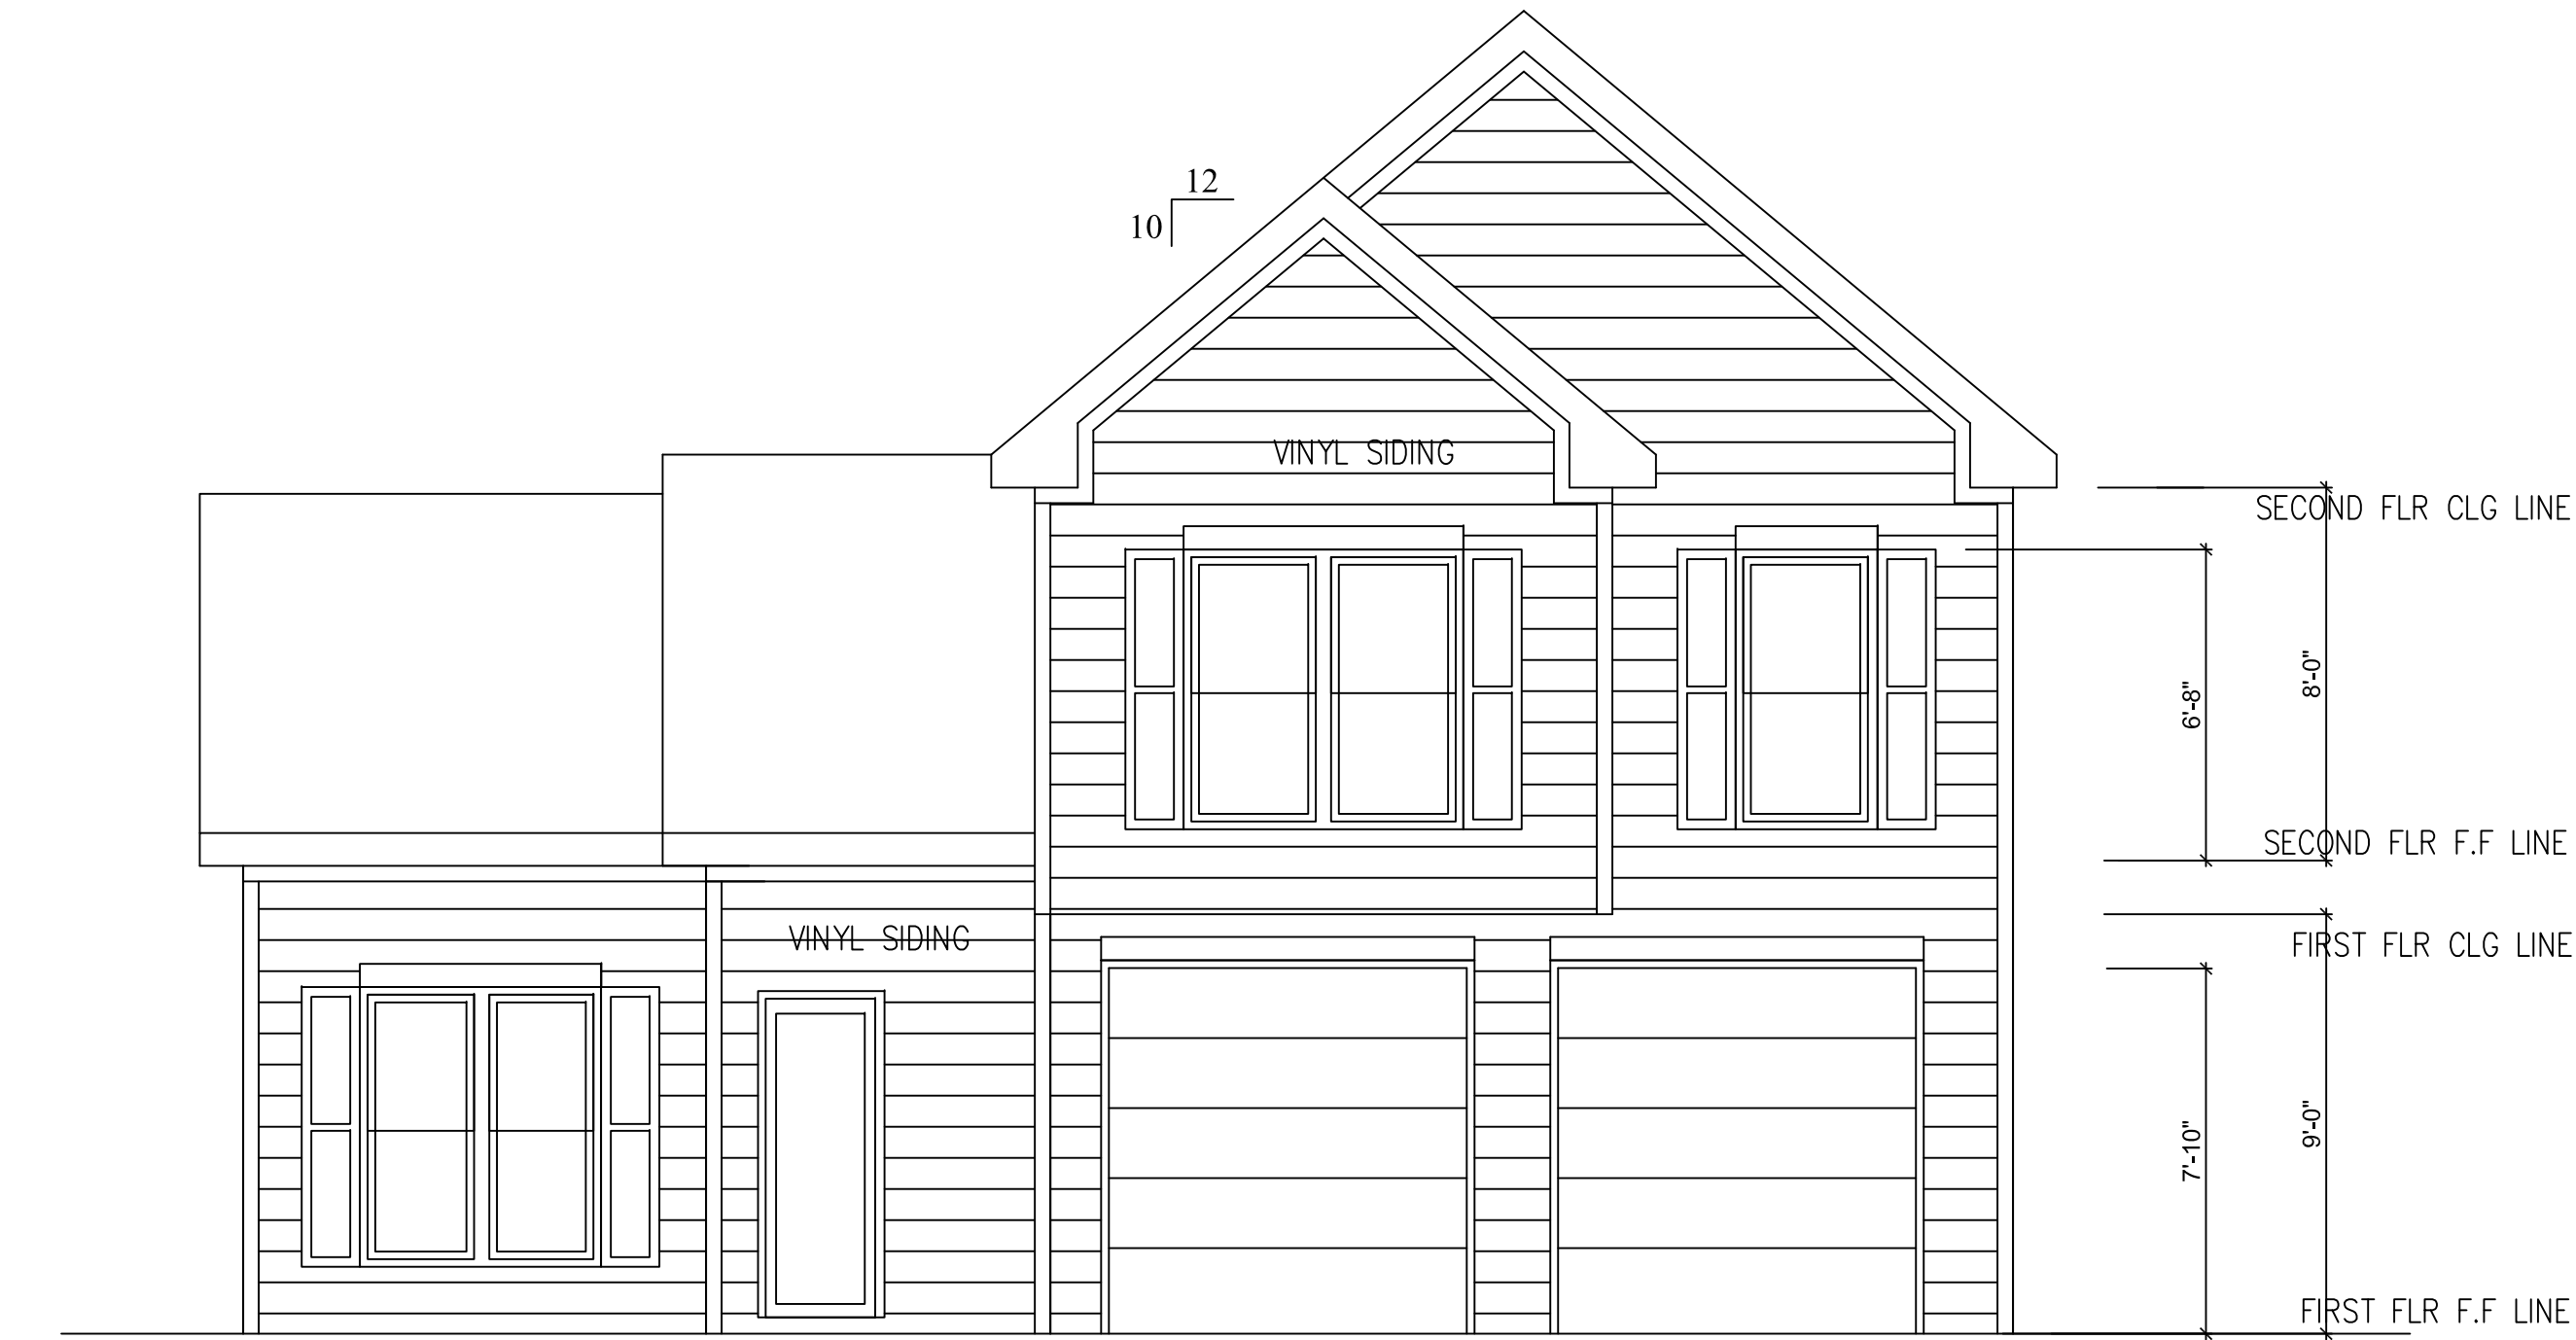 12
10
VINYL SIDING
SECOND FLR CLG LINE
8'-0"
6'-8"
SECOND FLR F.F LINE
VINYL SIDING
FIRST FLR CLG LINE
9'-0"
7'-10"
FIRST FLR F.F LINE